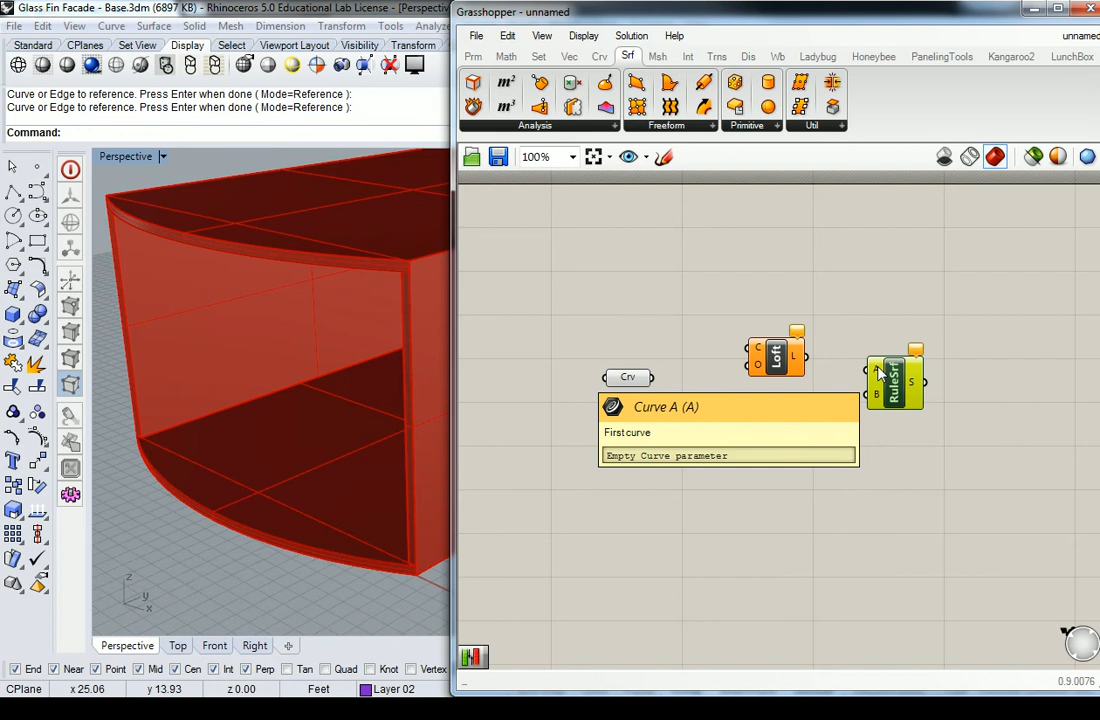 Glass Fin Facade - Base.3dm (6897 KB) - Rhinoceros 5.0 Educational Lab License - [Perspective
File Edit View Curve Surface Solid Mesh Dimension Transform Tools Analyze
Standard CPlanes Set View Display Select Viewport Layout Visibility Transform
Curve or Edge to reference. Press Enter when done ( Mode=Reference ):
Curve or Edge to reference. Press Enter when done ( Mode=Reference ):
Command:
Perspective
z
y
x
Perspective Top Front Right
End Near Point Mid Cen Int Perp Tan Quad Knot Vertex
CPlane x 25.06 y 13.93 z 0.00 Feet Layer 02
Grasshopper - unnamed
File Edit View Display Solution Help unnamed
Prm Math Set Vec Crv Srf Msh Int Trns Dis Wb Ladybug Honeybee PanelingTools Kangaroo2 LunchBox
m²
m³
Analysis Freeform Primitive Util
100%
C
O
Loft
L
A
B
RuleSrf
S
Crv
Curve A (A)
First curve
Empty Curve parameter
0.9.0076